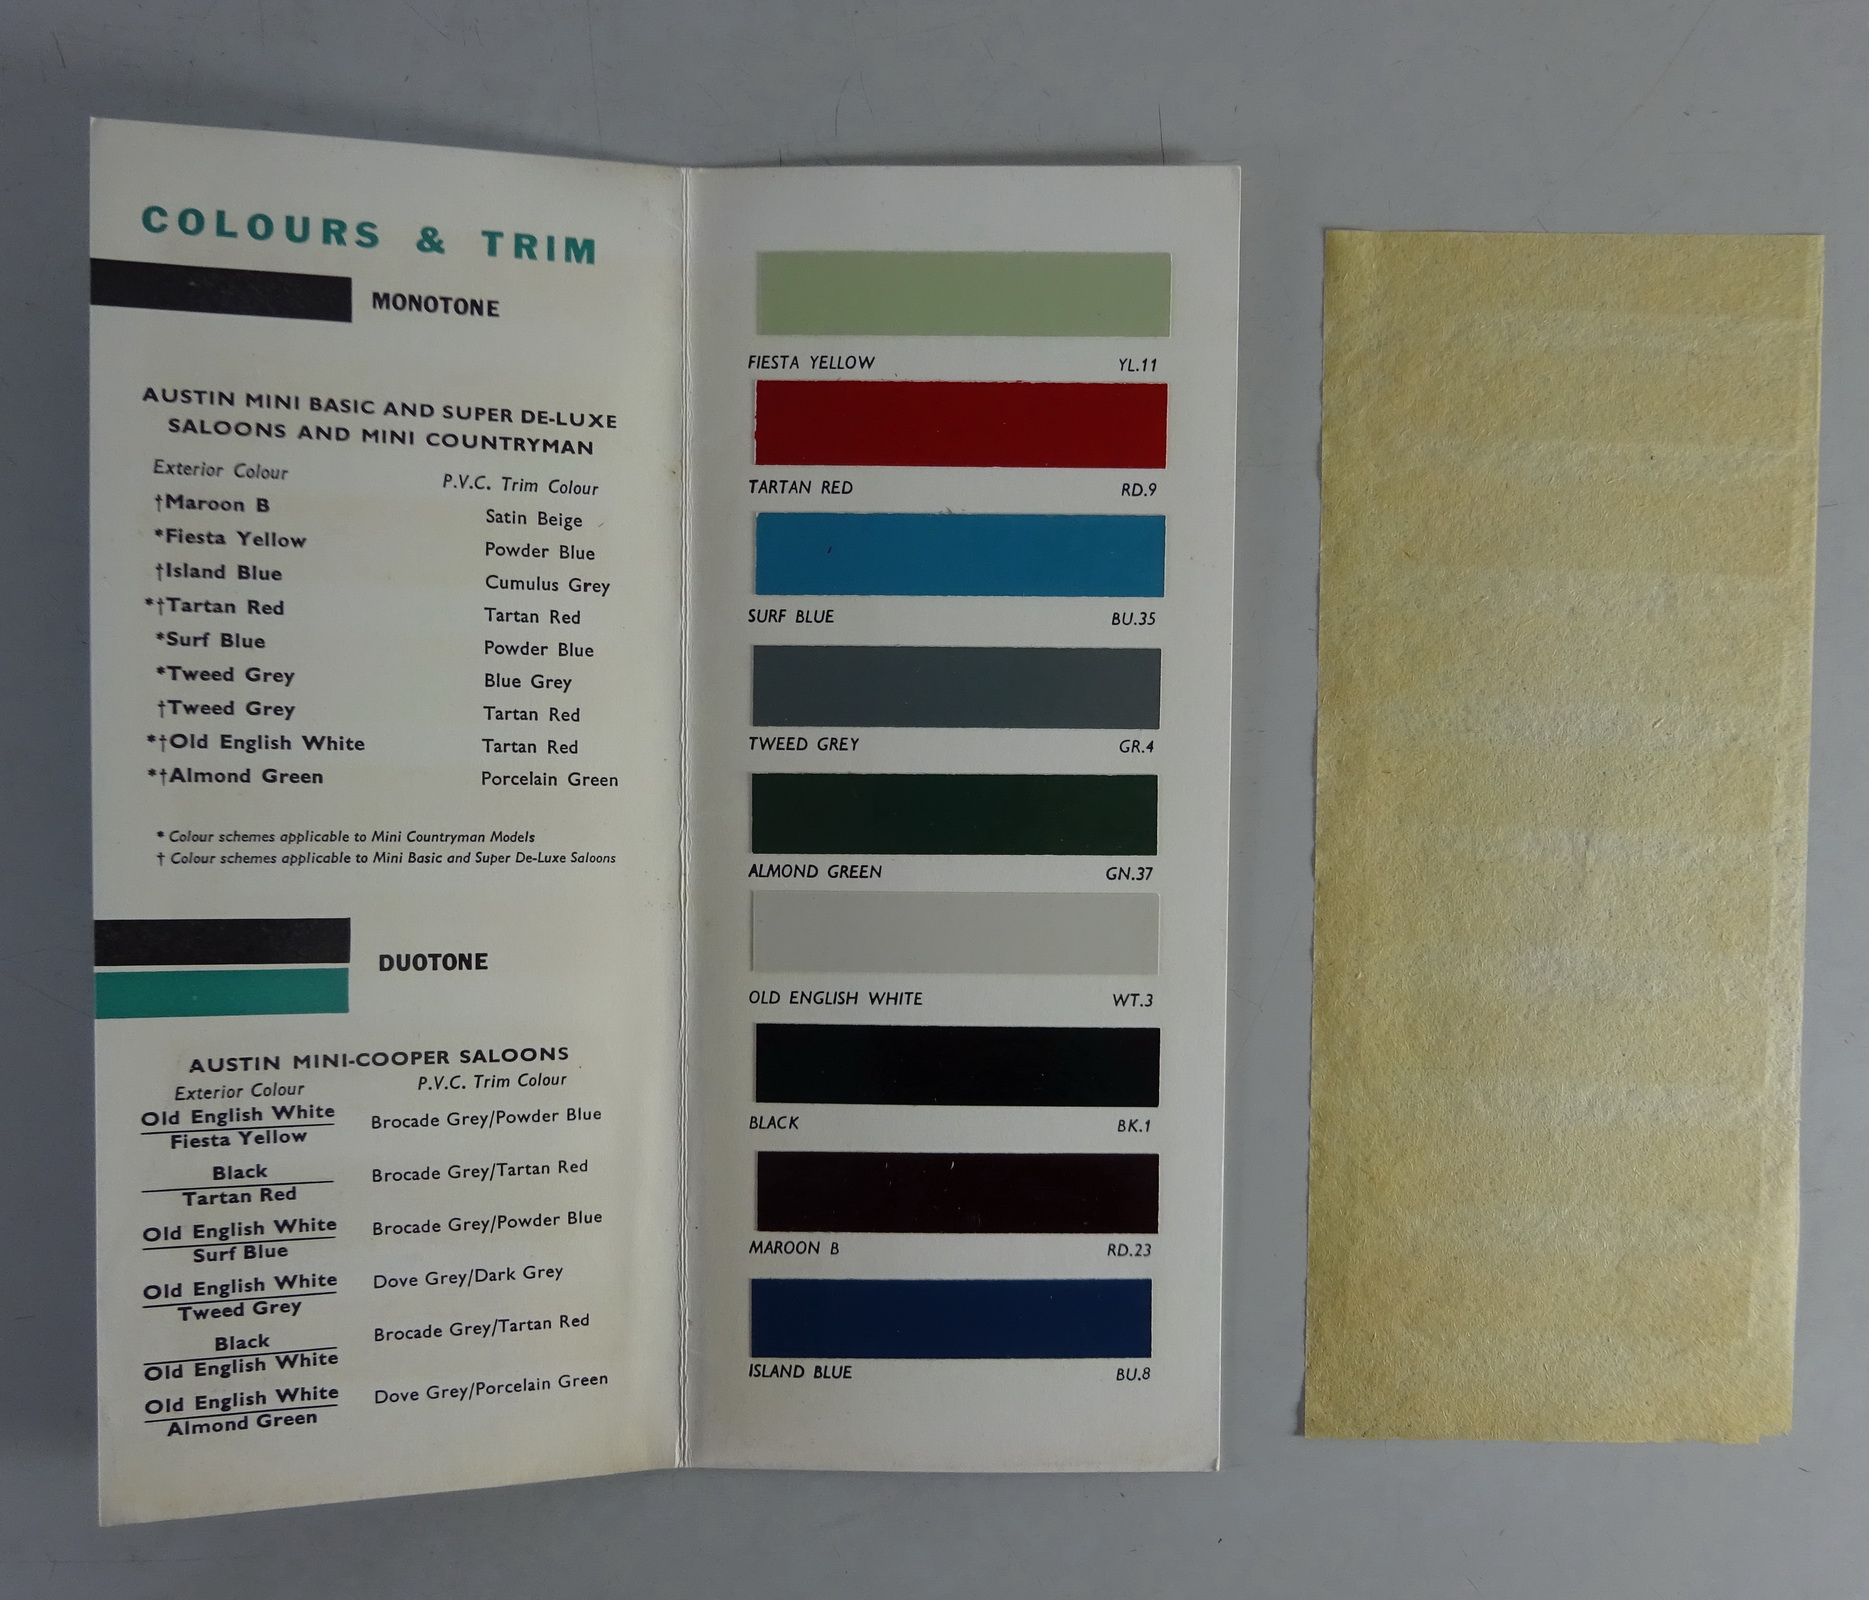 COLOURS & TRIM
MONOTONE
AUSTIN MINI BASIC AND SUPER DE-LUXE
SALOONS AND MINI COUNTRYMAN
Exterior Colour P.V.C. Trim Colour
†Maroon B Satin Beige
*Fiesta Yellow Powder Blue
†Island Blue Cumulus Grey
*†Tartan Red Tartan Red
*Surf Blue Powder Blue
*Tweed Grey Blue Grey
†Tweed Grey Tartan Red
*†Old English White Tartan Red
*†Almond Green Porcelain Green
* Colour schemes applicable to Mini Countryman Models
† Colour schemes applicable to Mini Basic and Super De-Luxe Saloons
DUOTONE
AUSTIN MINI-COOPER SALOONS
Exterior Colour P.V.C. Trim Colour
Old English White Brocade Grey/Powder Blue
Fiesta Yellow
Black Brocade Grey/Tartan Red
Tartan Red
Old English White Brocade Grey/Powder Blue
Surf Blue
Old English White Dove Grey/Dark Grey
Tweed Grey
Black Brocade Grey/Tartan Red
Old English White
Old English White Dove Grey/Porcelain Green
Almond Green
FIESTA YELLOW YL.11
TARTAN RED RD.9
SURF BLUE BU.35
TWEED GREY GR.4
ALMOND GREEN GN.37
OLD ENGLISH WHITE WT.3
BLACK BK.1
MAROON B RD.23
ISLAND BLUE BU.8